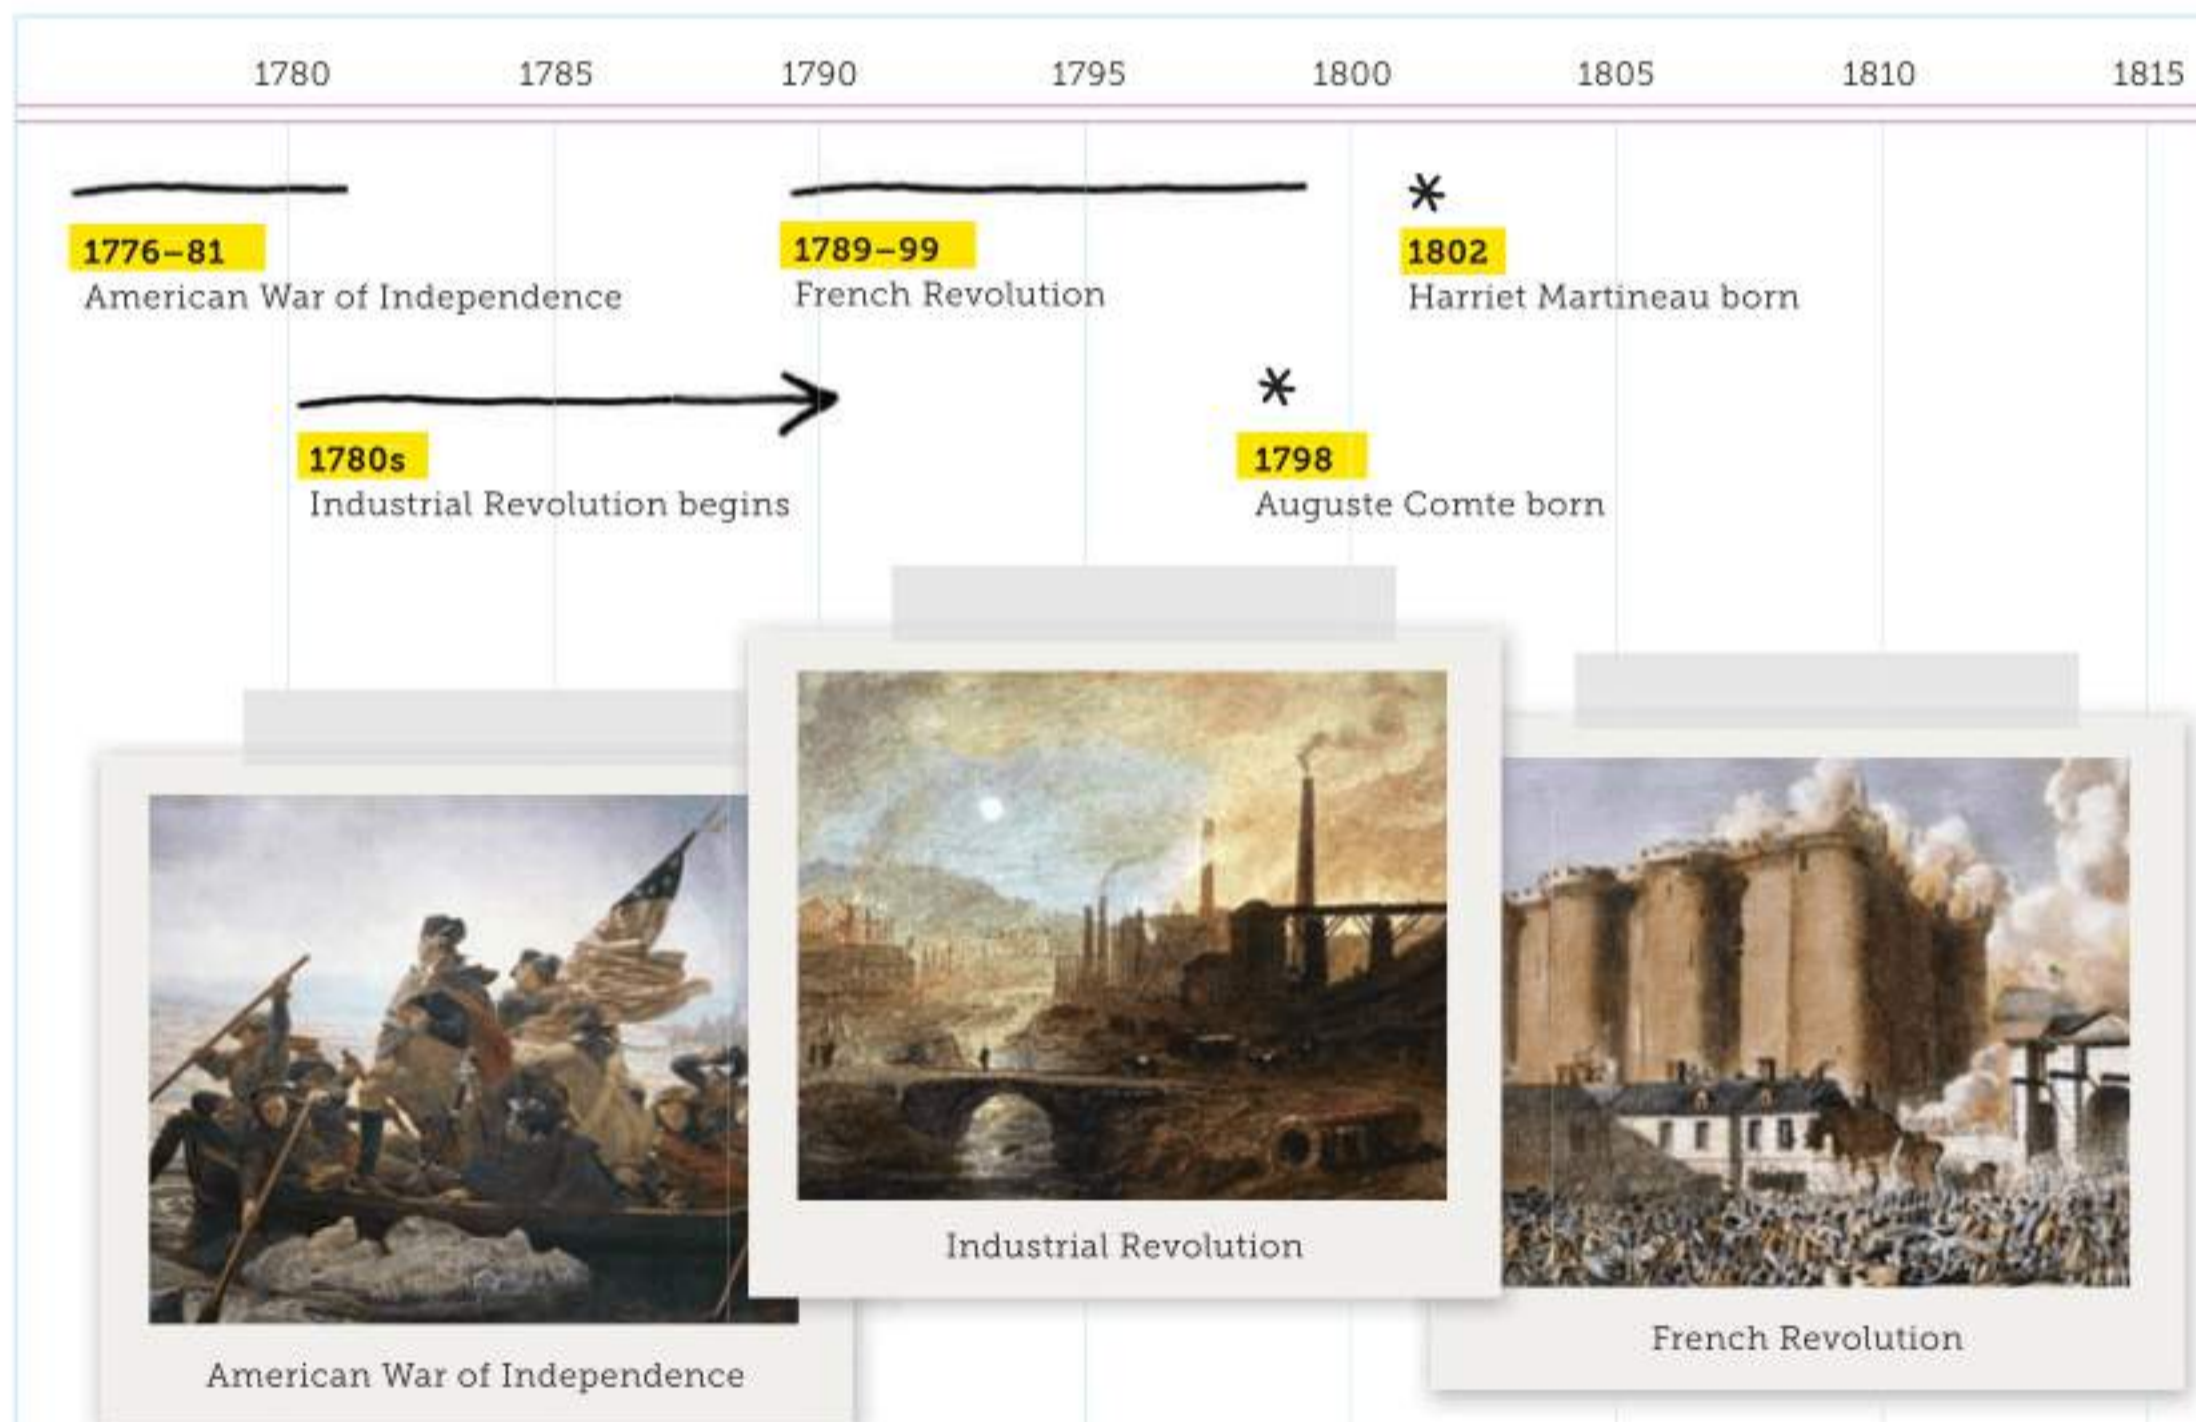 1780 1785 1790 1795 1800 1805 1810 1815
1776–81
American War of Independence
1789–99
French Revolution
1802
Harriet Martineau born
1780s
Industrial Revolution begins
1798
Auguste Comte born
Industrial Revolution
French Revolution
American War of Independence